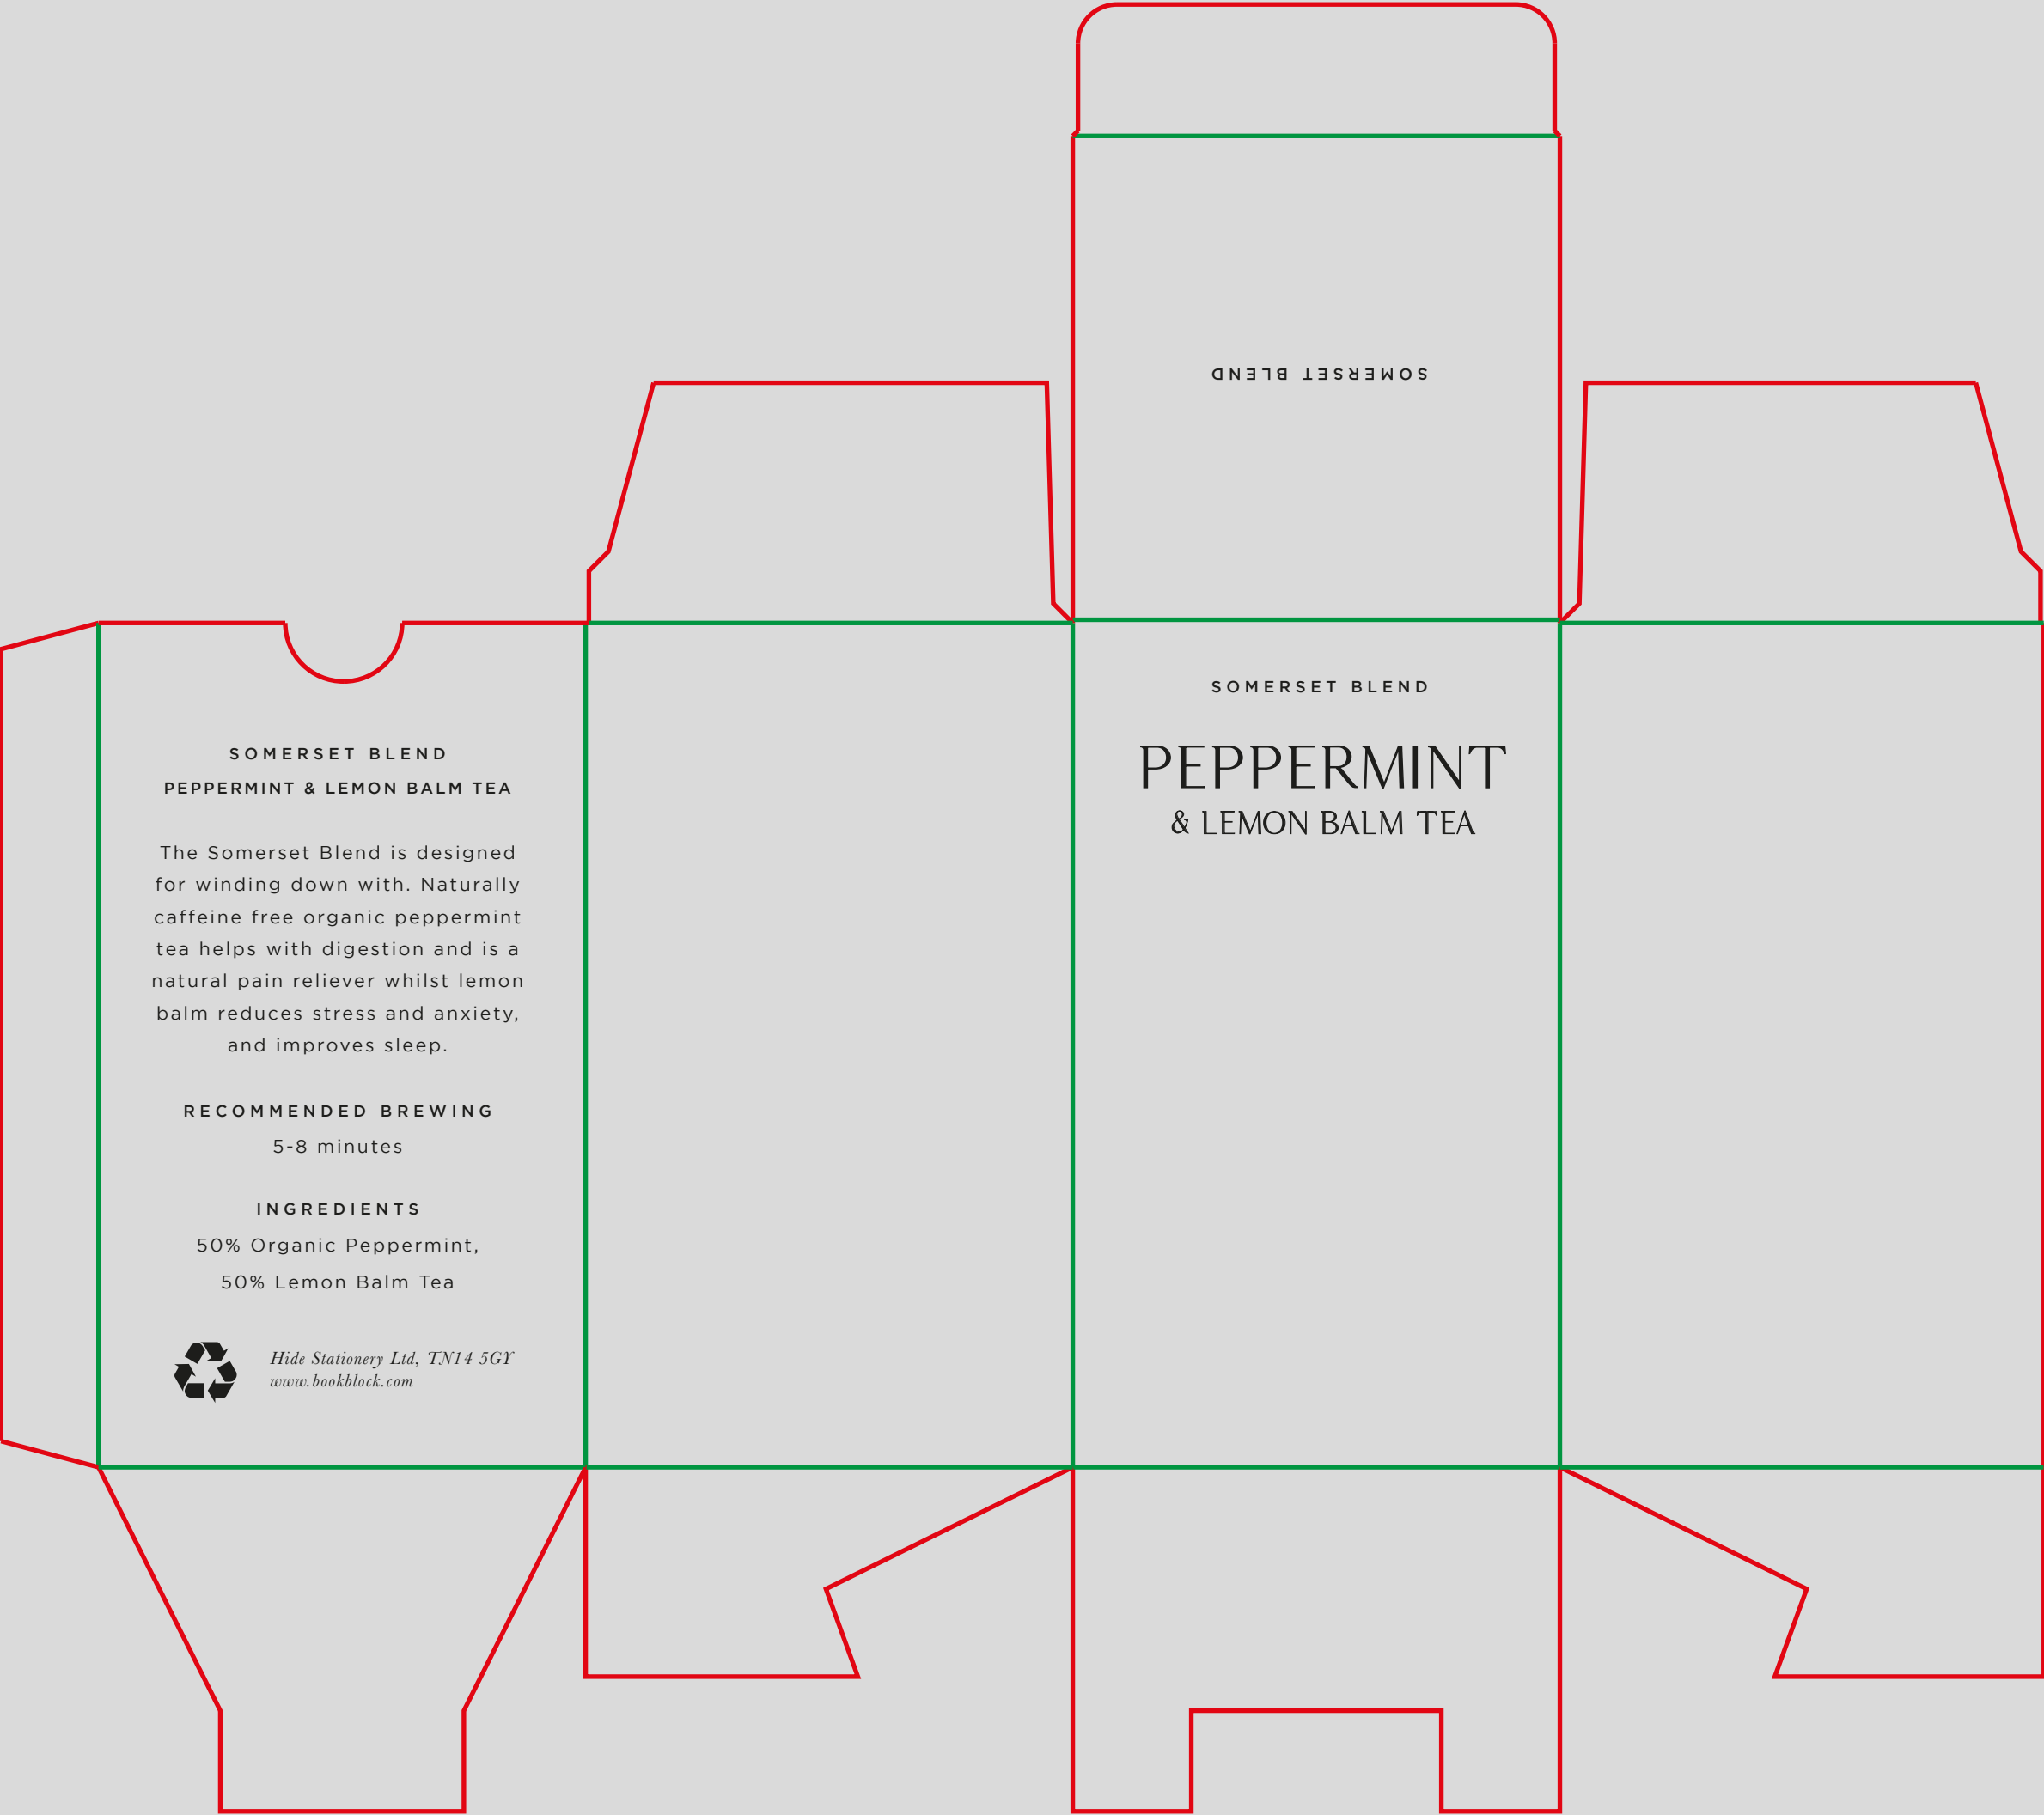 SOMERSET BLEND
SOMERSET BLEND
PEPPERMINT
& LEMON BALM TEA
SOMERSET BLEND
PEPPERMINT & LEMON BALM TEA
The Somerset Blend is designed
for winding down with. Naturally
caffeine free organic peppermint
tea helps with digestion and is a
natural pain reliever whilst lemon
balm reduces stress and anxiety,
and improves sleep.
RECOMMENDED BREWING
5-8 minutes
INGREDIENTS
50% Organic Peppermint,
50% Lemon Balm Tea
Hide Stationery Ltd, TN14 5GY
www.bookblock.com